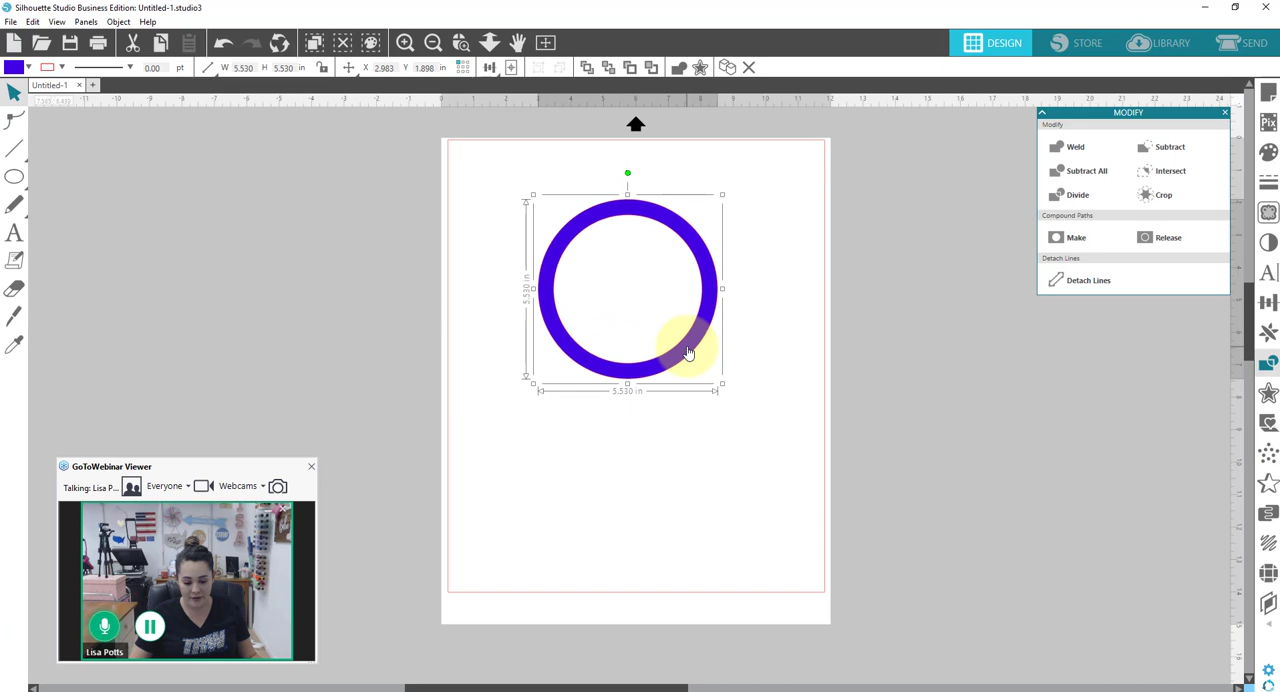 Silhouette Studio Business Edition: Untitled-1.studio3
File Edit View Panels Object Help
DESIGN STORE LIBRARY SEND
0.00 pt W 5.530 H 5.530 in X 2.983 Y 1.898 in
Untitled-1
MODIFY
Modify
Weld Subtract
Subtract All Intersect
Divide Crop
Compound Paths
Make Release
Detach Lines
Detach Lines
5.530 in
5.530 in
GoToWebinar Viewer
Talking: Lisa P... Everyone Webcams
Lisa Potts